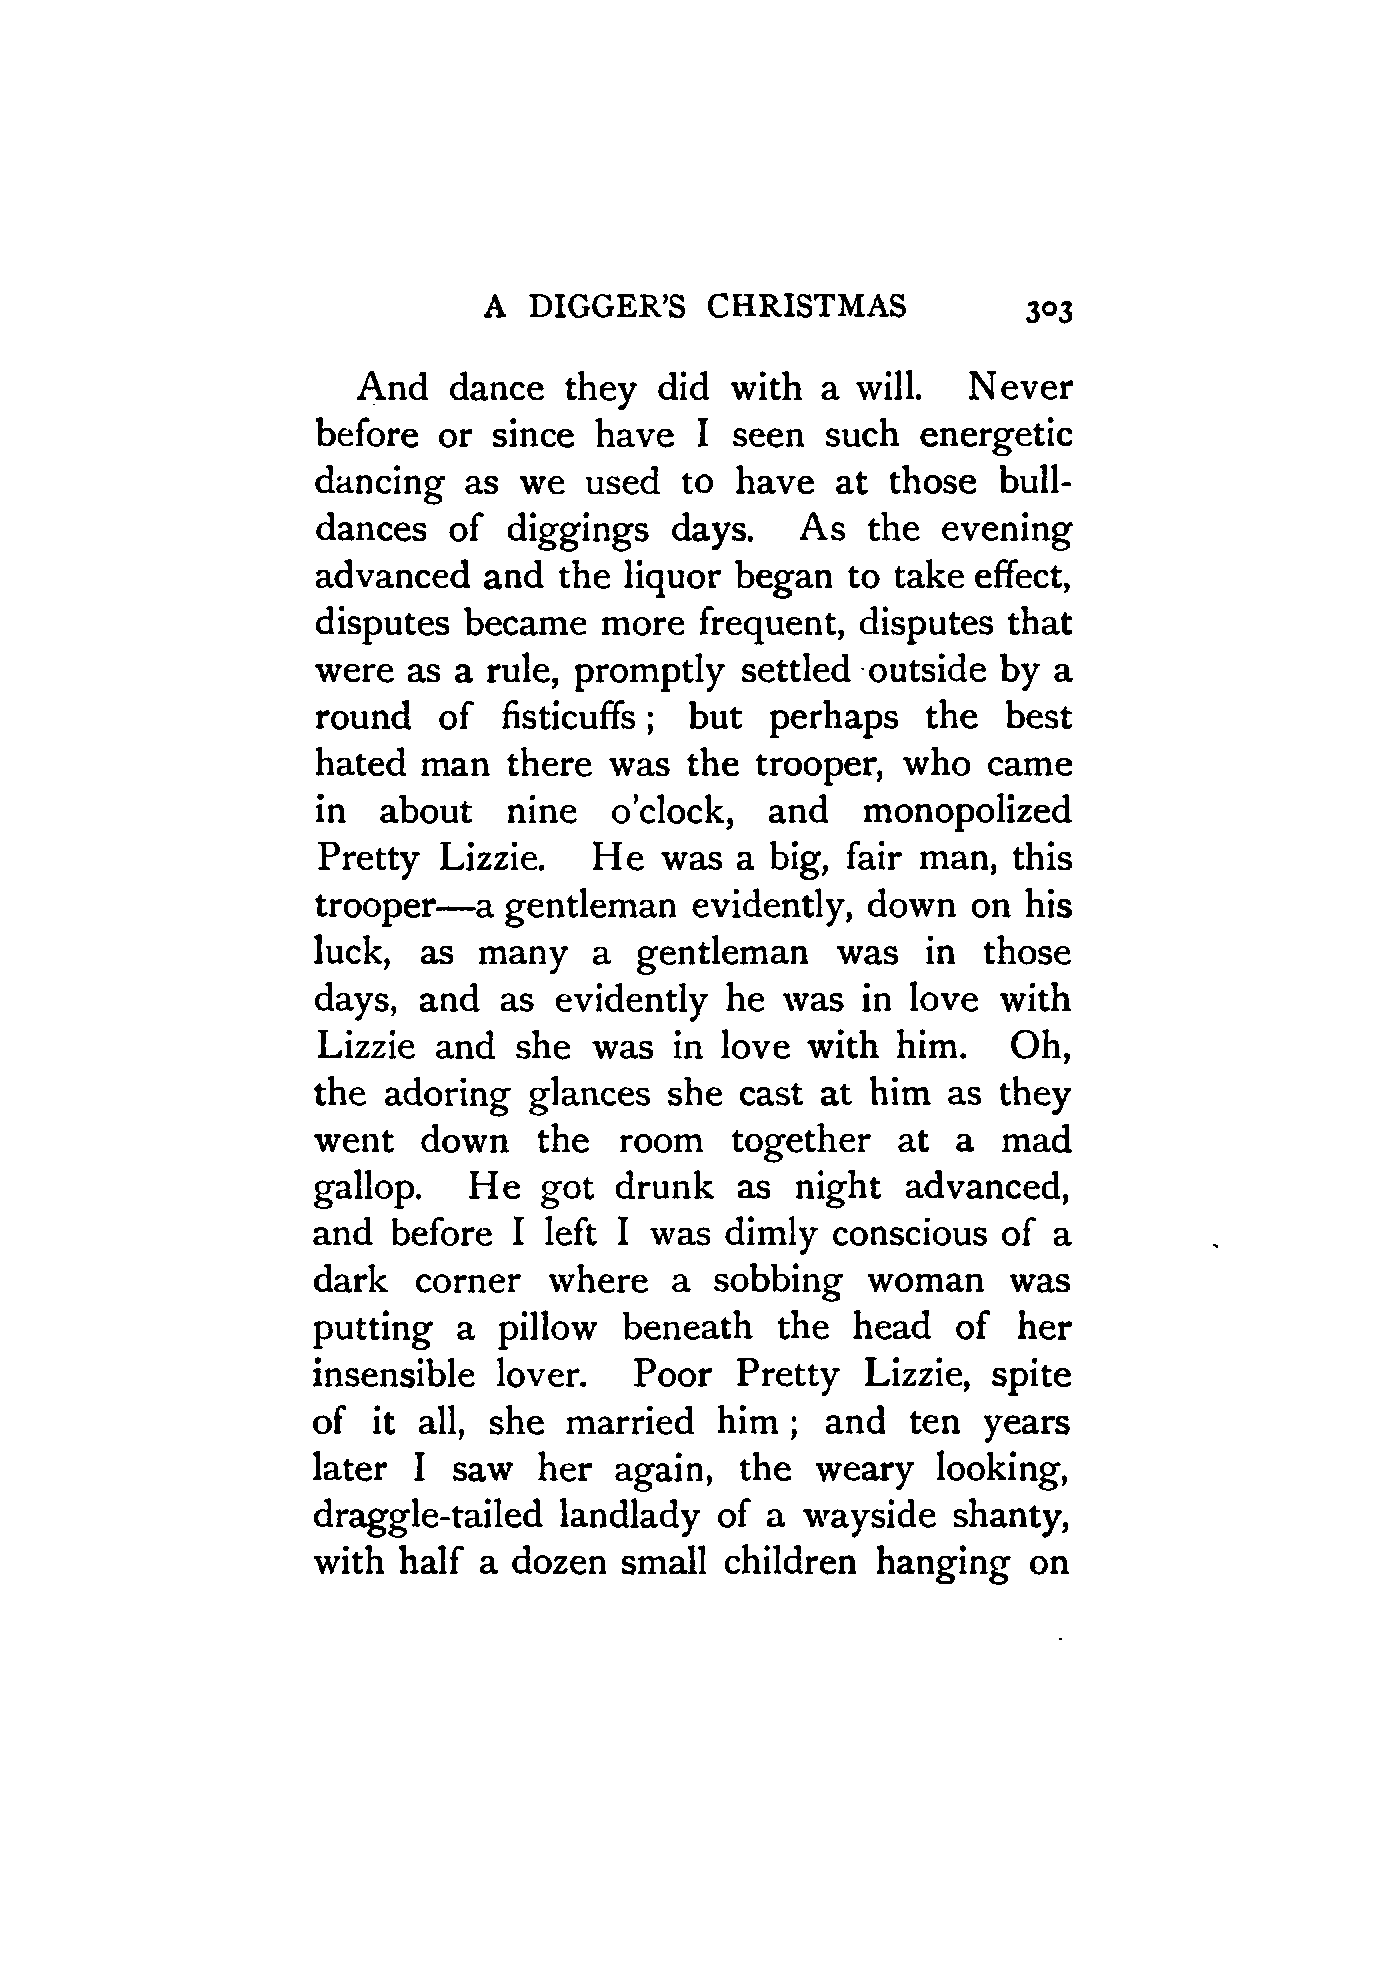 A DIGGER'S CHRISTMAS 303
And dance they did with a will. Never
before or since have I seen such energetic
dancing as we used to have at those bull-
dances of diggings days. As the evening
advanced and the liquor began to take effect,
disputes became more frequent, disputes that
were as a rule, promptly settled outside by a
round of fisticuffs ; but perhaps the best
hated man there was the trooper, who came
in about nine o'clock, and monopolized
Pretty Lizzie. He was a big, fair man, this
trooper—a gentleman evidently, down on his
luck, as many a gentleman was in those
days, and as evidently he was in love with
Lizzie and she was in love with him. Oh,
the adoring glances she cast at him as they
went down the room together at a mad
gallop. He got drunk as night advanced,
and before I left I was dimly conscious of a
dark corner where a sobbing woman was
putting a pillow beneath the head of her
insensible lover. Poor Pretty Lizzie, spite
of it all, she married him ; and ten years
later I saw her again, the weary looking,
draggle-tailed landlady of a wayside shanty,
with half a dozen small children hanging on